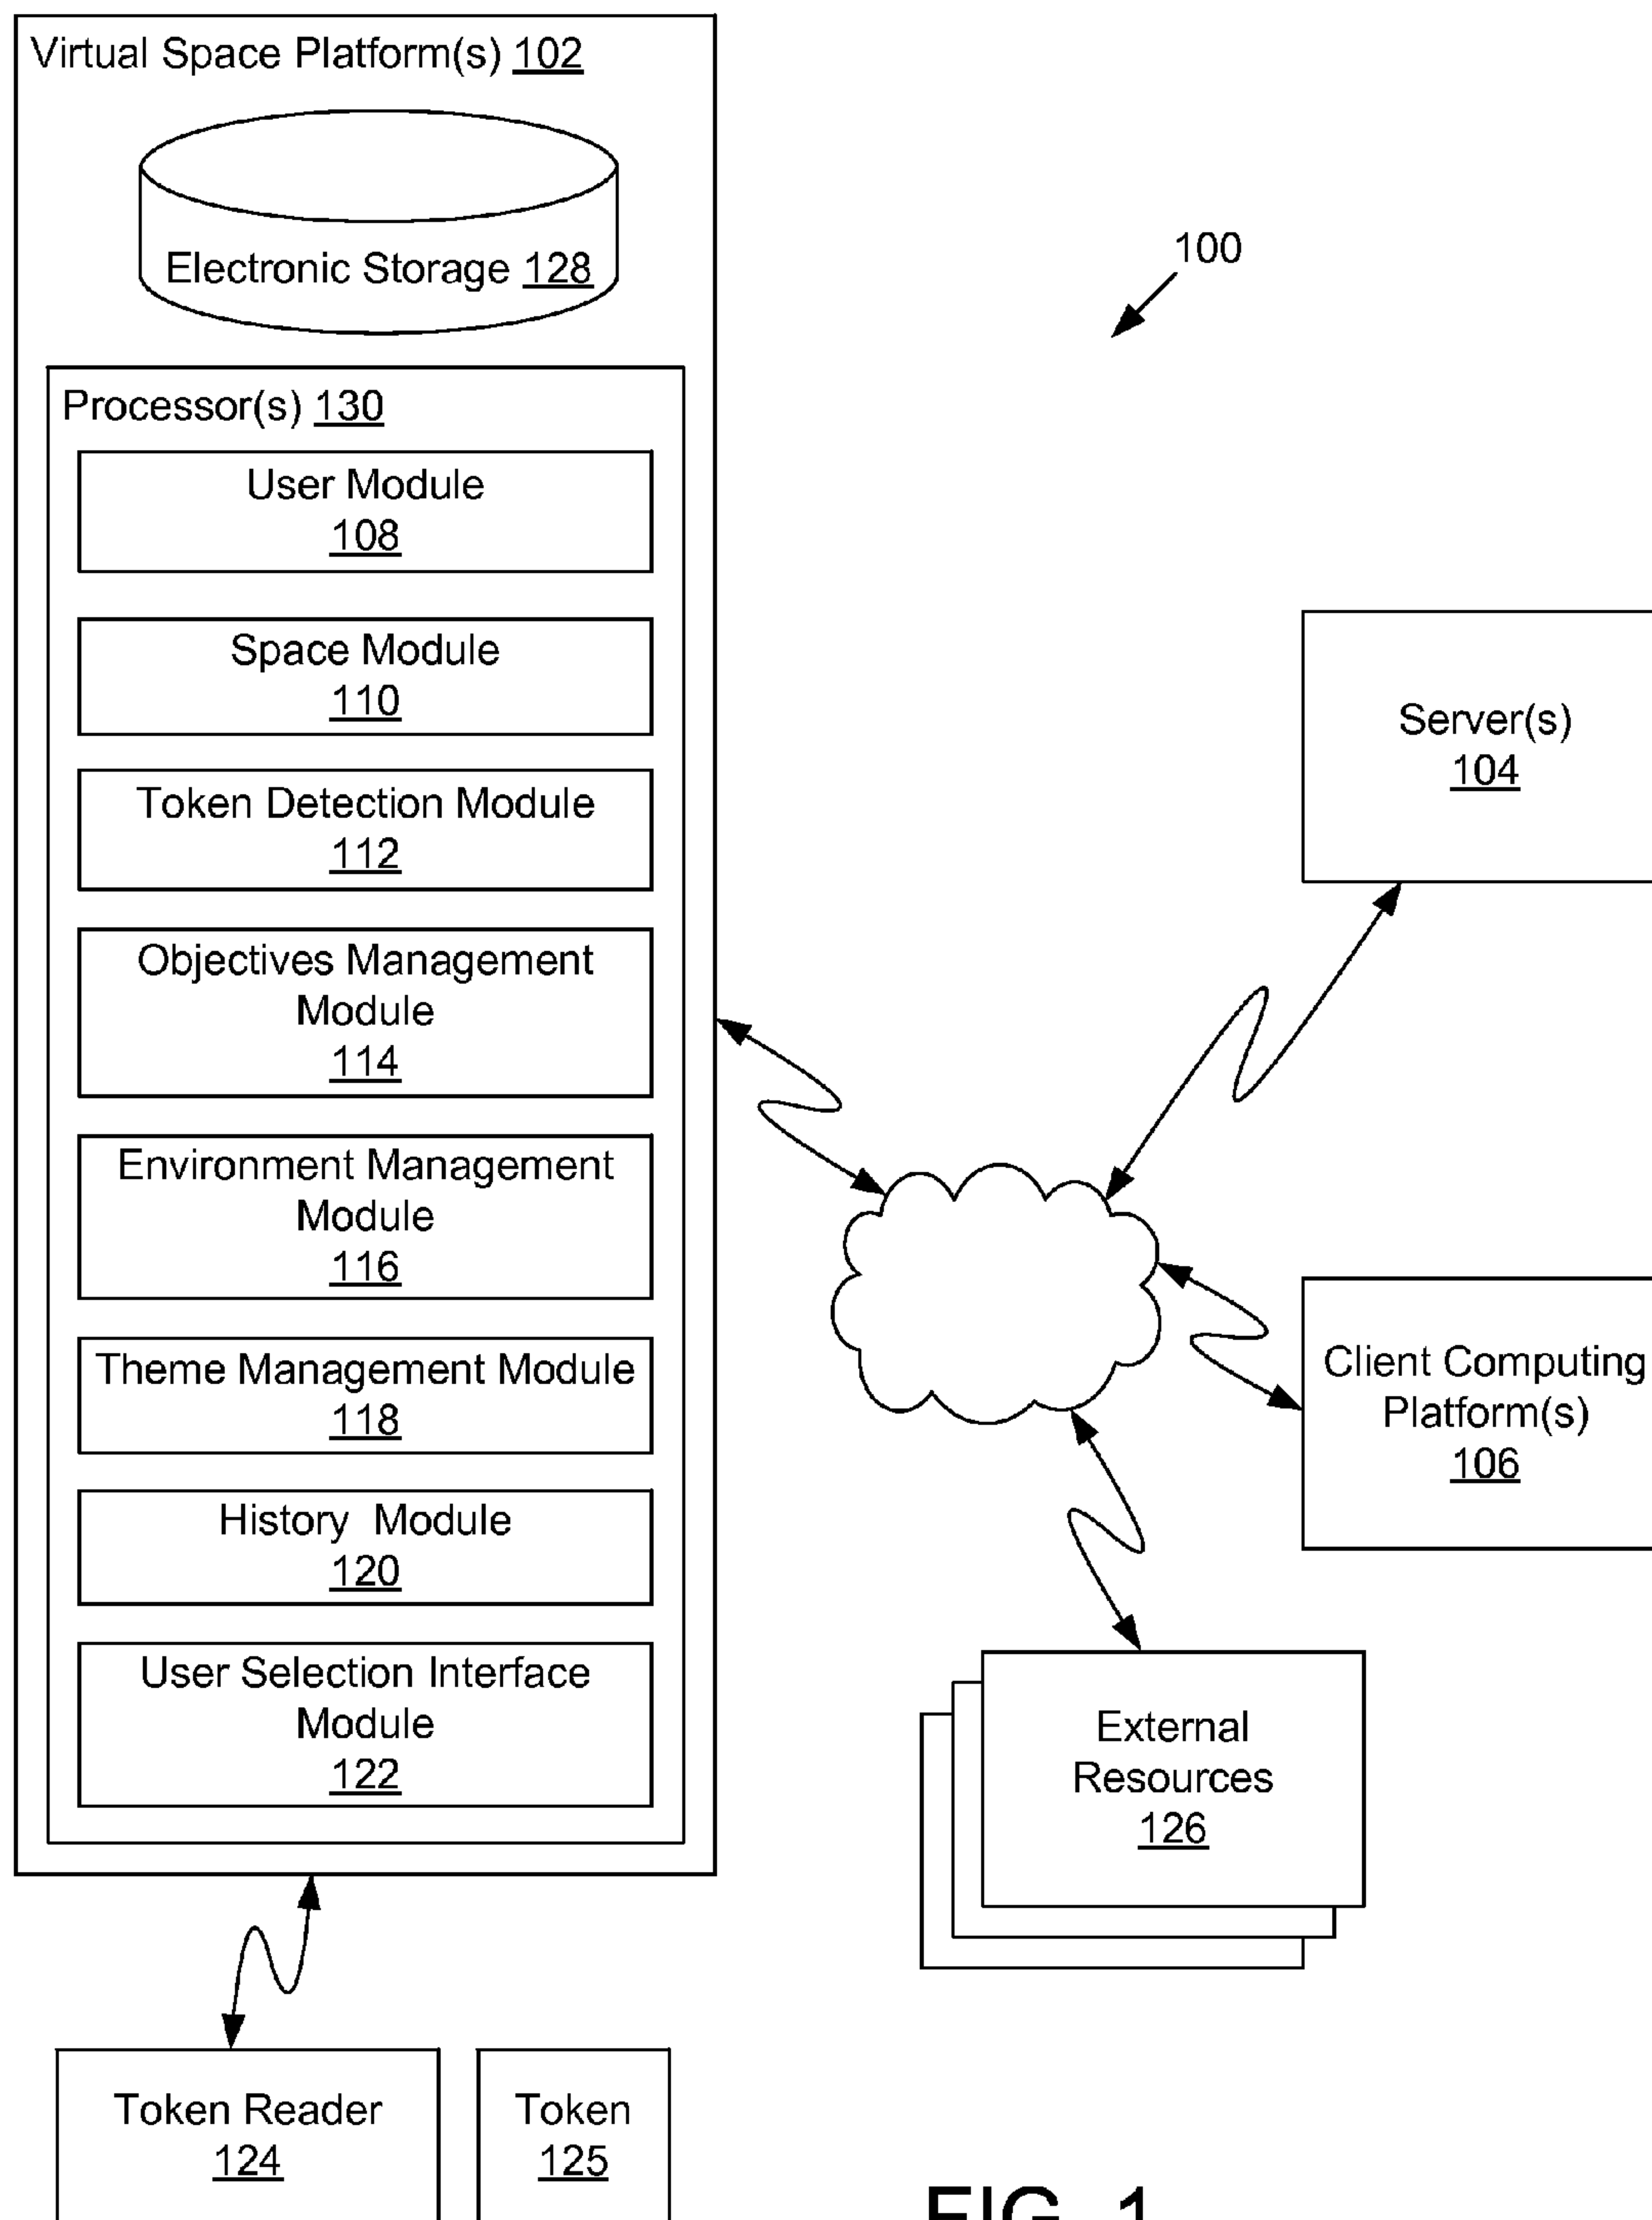 Virtual Space Platform(s) 102
Electronic Storage 128
Processor(s) 130
User Module
108
Space Module
110
Token Detection Module
112
Objectives Management
Module
114
Environment Management
Module
116
Theme Management Module
118
History Module
120
User Selection Interface
Module
122
Token Reader
124
Token
125
100
Server(s)
104
Client Computing
Platform(s)
106
External
Resources
126
FIG. 1